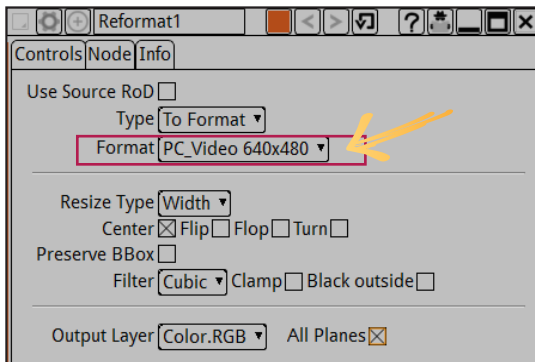 Reformat1
Controls Node Info
Use Source RoD
Type To Format
Format PC_Video 640x480
Resize Type Width
Center Flip Flop Turn
Preserve BBox
Filter Cubic Clamp Black outside
Output Layer Color.RGB All Planes